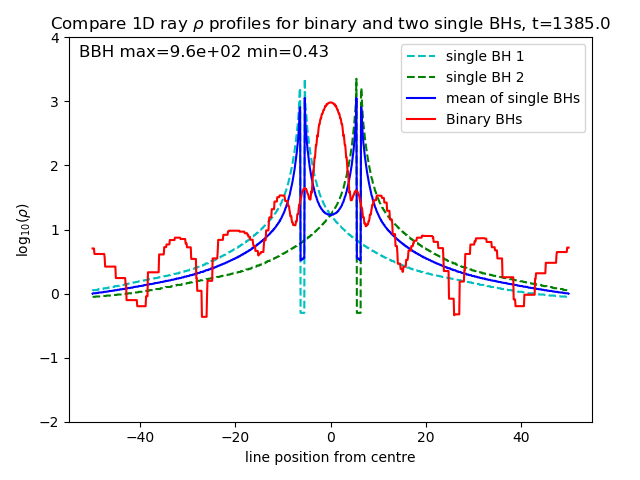 Compare 1D ray ρ profiles for binary and two single BHs, t=1385.0
BBH max=9.6e+02 min=0.43
single BH 1
single BH 2
mean of single BHs
Binary BHs
log₁₀(ρ)
4
3
2
1
0
−1
−2
−40 −20 0 20 40
line position from centre